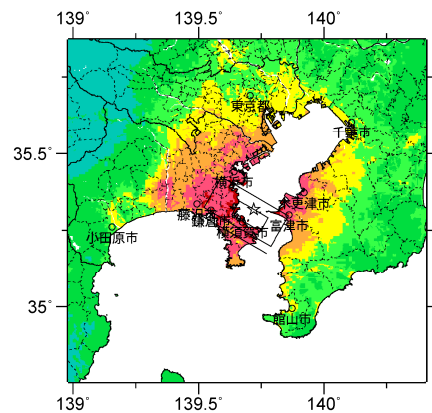 139˚
139.5˚
140˚
東京都
千葉市
35.5˚
横浜市
木更津市
藤沢市
鎌倉市
富津市
横須賀市
小田原市
35˚
館山市
139˚
139.5˚
140˚